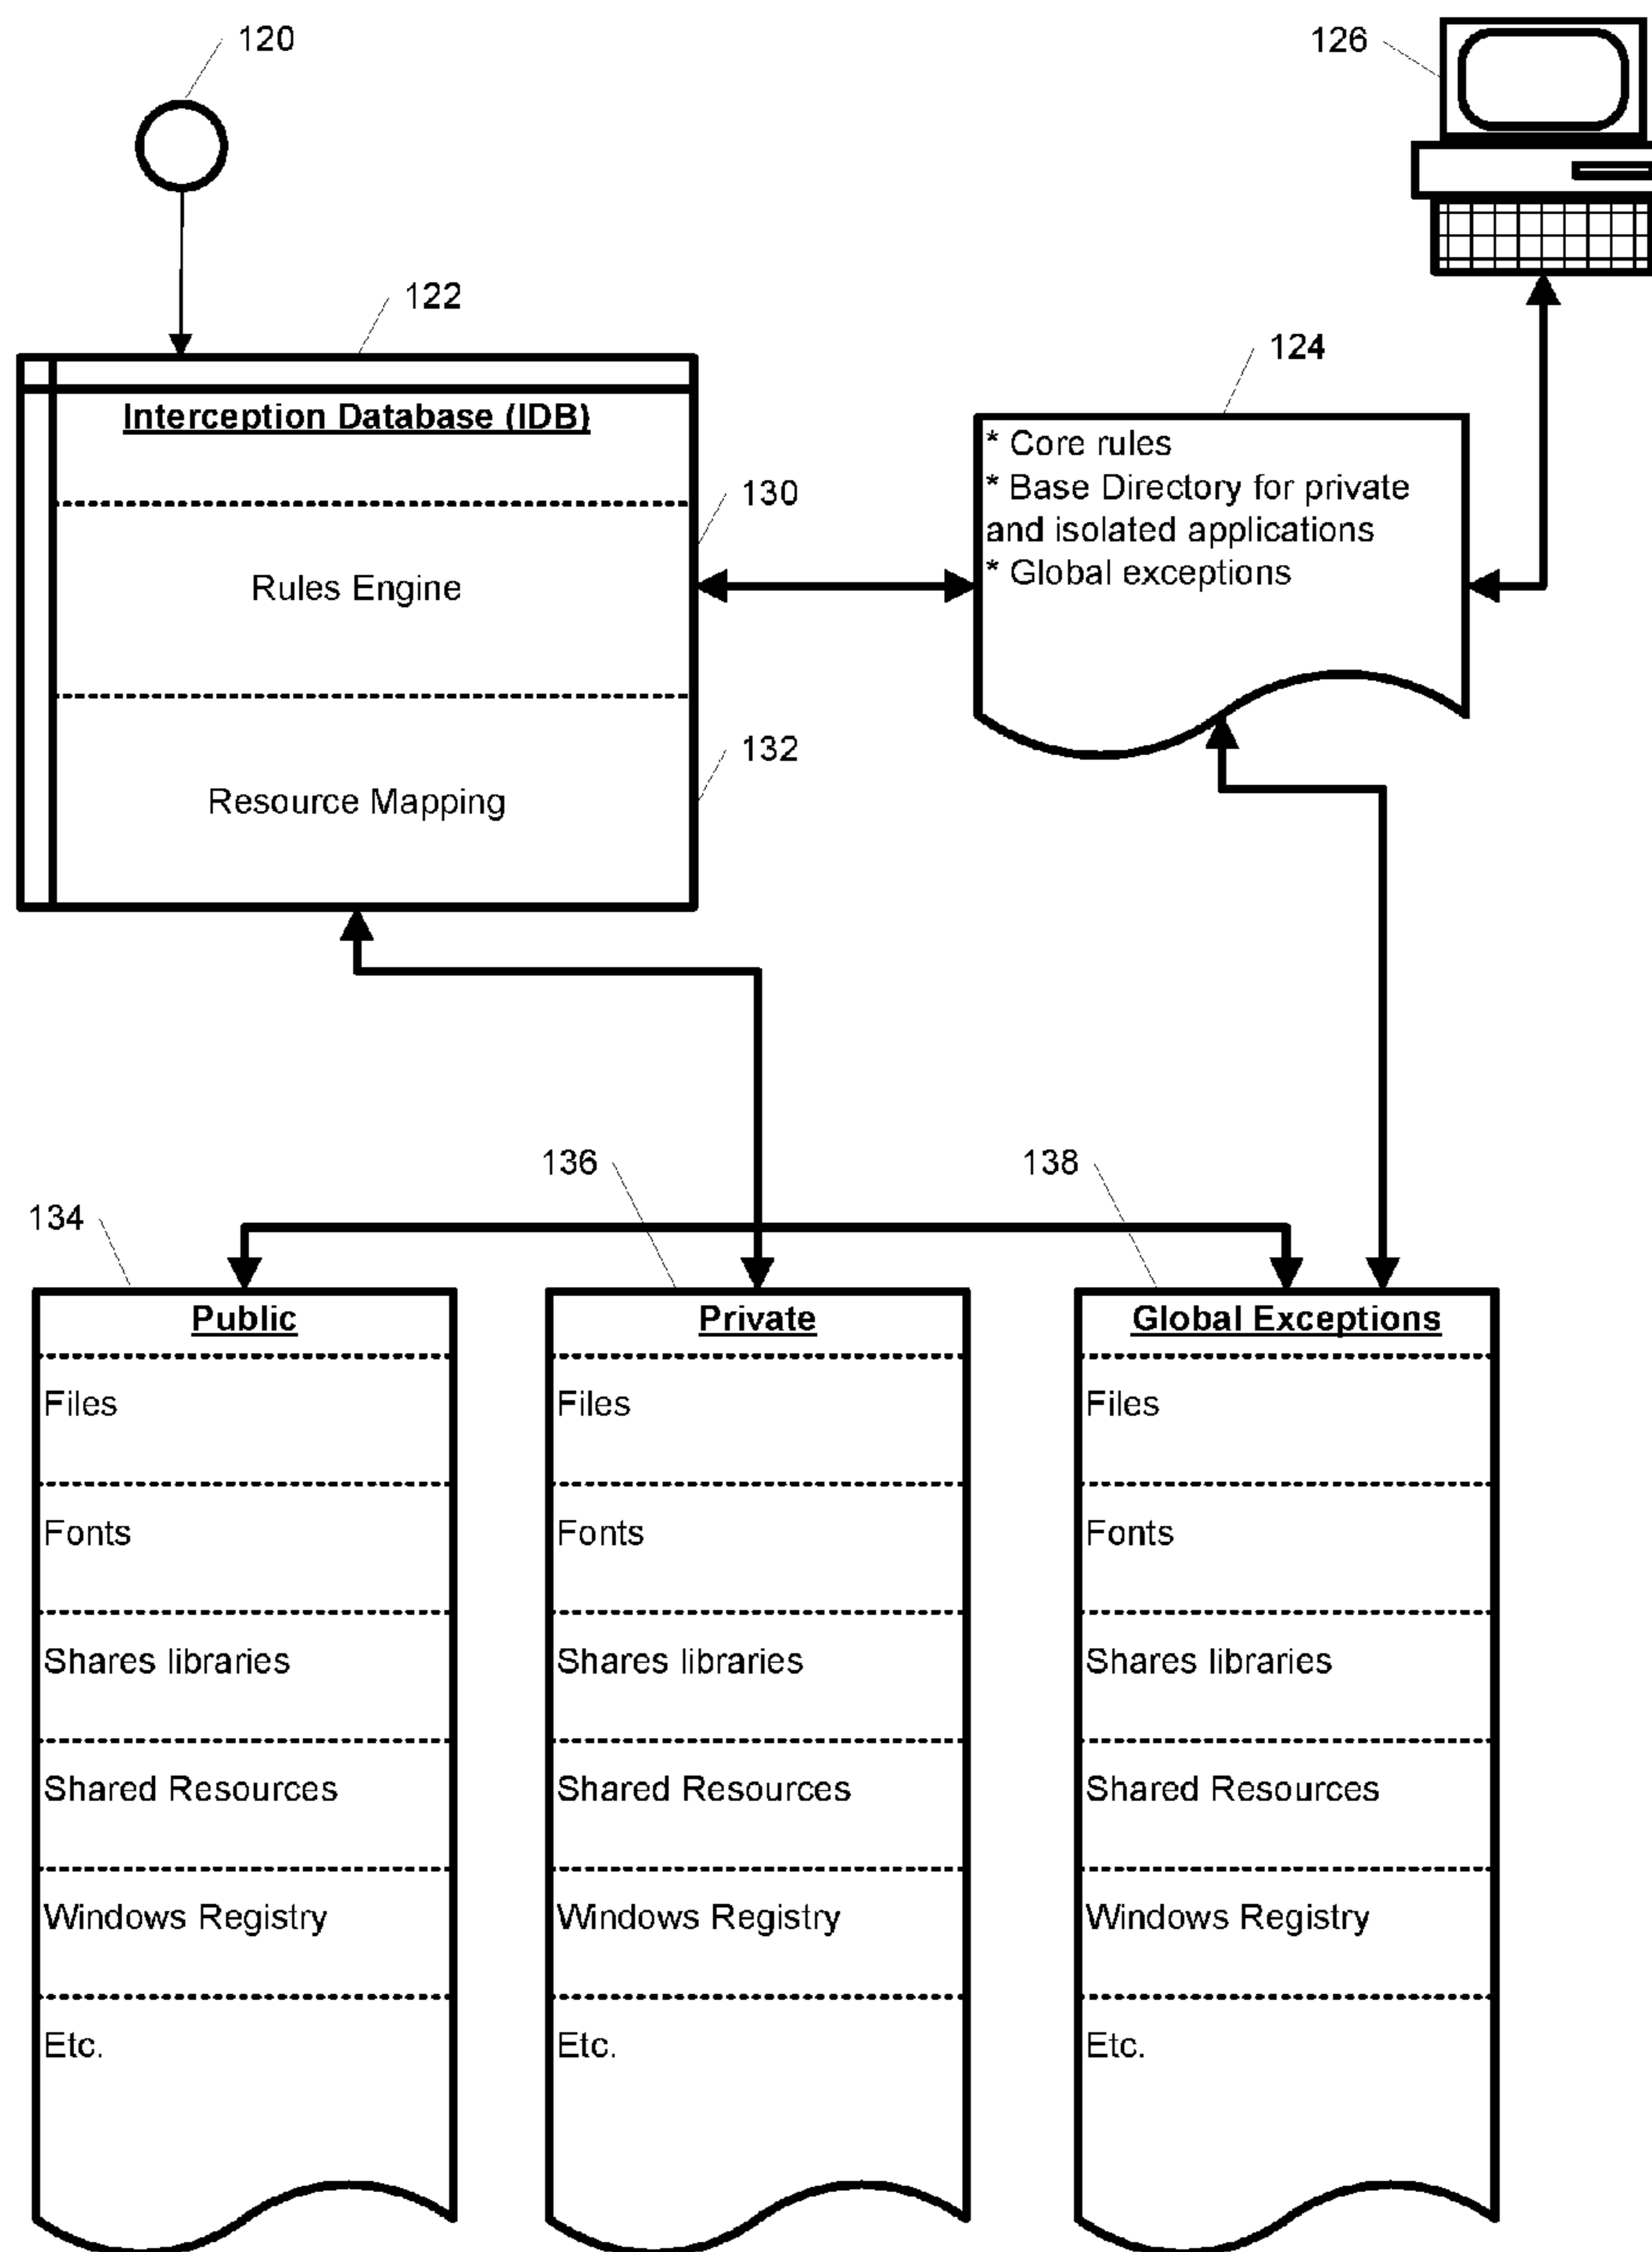 120
126
122
124
Interception Database (IDB)
* Core rules
* Base Directory for private
and isolated applications
* Global exceptions
130
Rules Engine
132
Resource Mapping
136
138
134
Public
Files
Fonts
Shares libraries
Shared Resources
Windows Registry
Etc.
Private
Files
Fonts
Shares libraries
Shared Resources
Windows Registry
Etc.
Global Exceptions
Files
Fonts
Shares libraries
Shared Resources
Windows Registry
Etc.